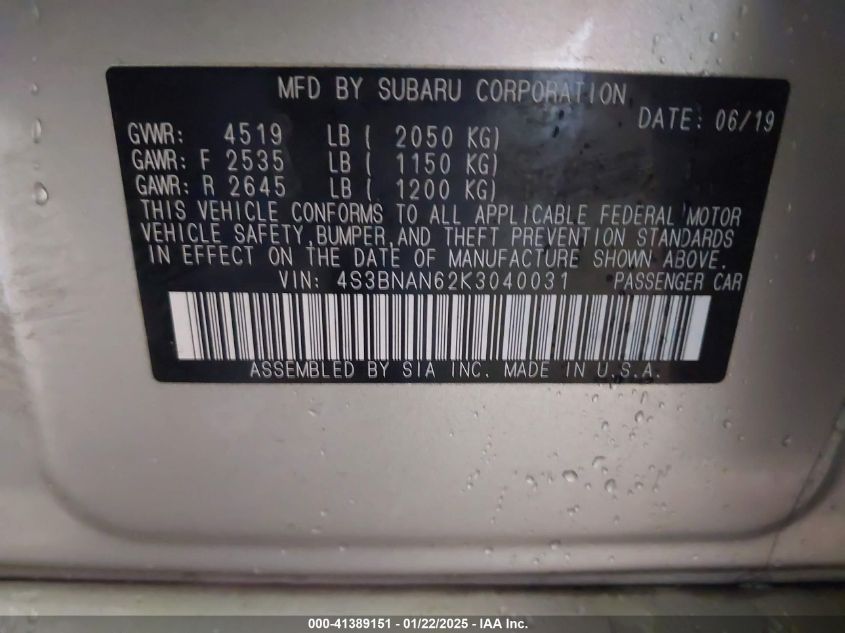 MFD BY SUBARU CORPORATION
DATE: 06/19
GVWR: 4519 LB ( 2050 KG)
GAWR: F 2535 LB ( 1150 KG)
GAWR: R 2645 LB ( 1200 KG)
THIS VEHICLE CONFORMS TO ALL APPLICABLE FEDERAL MOTOR
VEHICLE SAFETY,BUMPER,AND THEFT PREVENTION STANDARDS
IN EFFECT ON THE DATE OF MANUFACTURE SHOWN ABOVE.
VIN: 4S3BNAN62K3040031 PASSENGER CAR
ASSEMBLED BY SIA INC. MADE IN U.S.A.
000-41389151 - 01/22/2025 - IAA Inc.